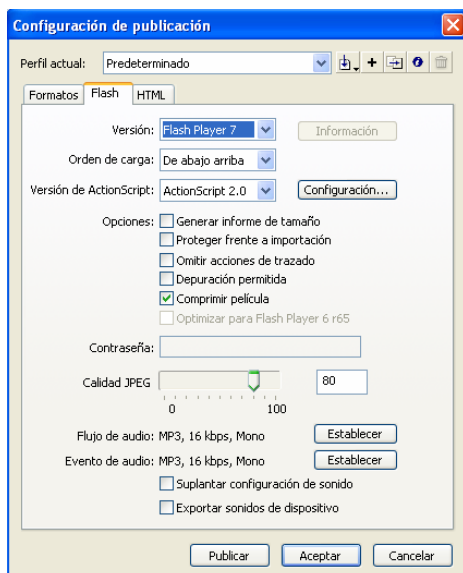 Configuración de publicación
Perfil actual: Predeterminado
Formatos Flash HTML
Versión: Flash Player 7 Información
Orden de carga: De abajo arriba
Versión de ActionScript: ActionScript 2.0 Configuración...
Opciones: Generar informe de tamaño
Proteger frente a importación
Omitir acciones de trazado
Depuración permitida
Comprimir película
Optimizar para Flash Player 6 r65
Contraseña:
Calidad JPEG 80
0 100
Flujo de audio: MP3, 16 kbps, Mono Establecer
Evento de audio: MP3, 16 kbps, Mono Establecer
Suplantar configuración de sonido
Exportar sonidos de dispositivo
Publicar Aceptar Cancelar